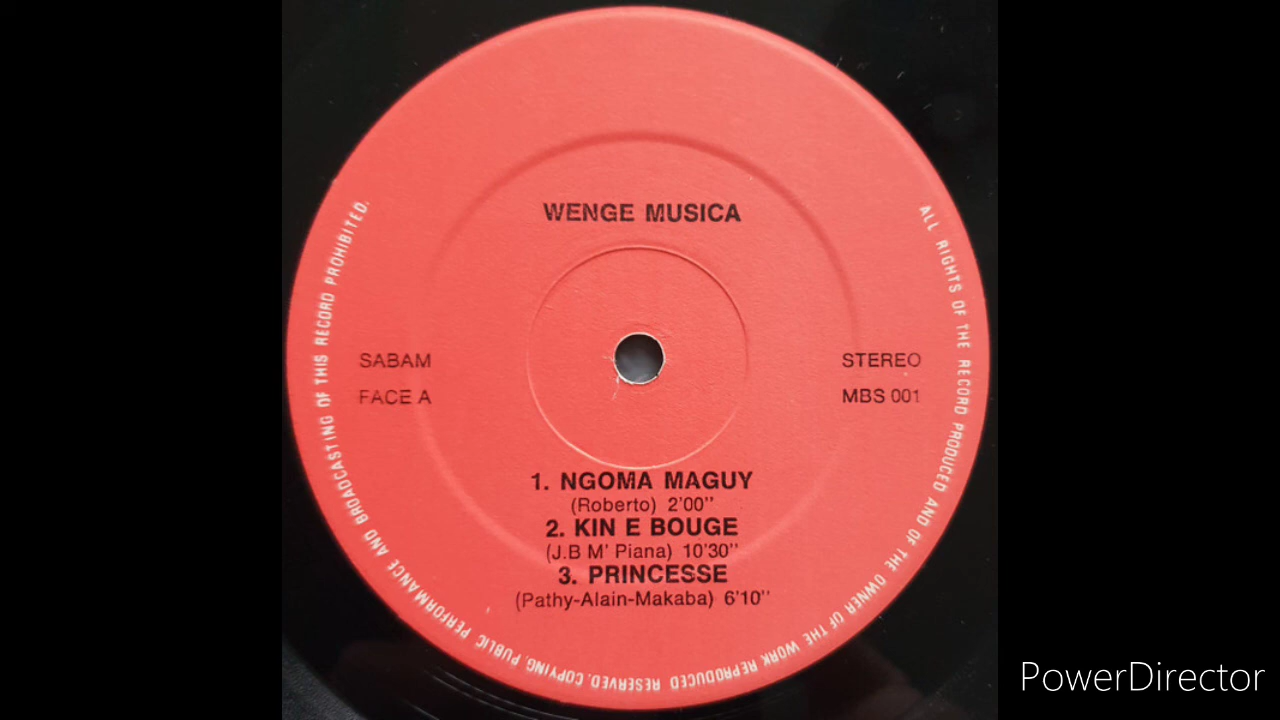 WENGE MUSICA
SABAM
FACE A
STEREO
MBS 001
1. NGOMA MAGUY
(Roberto) 2'00''
2. KIN E BOUGE
(J.B M' Piana) 10'30''
3. PRINCESSE
(Pathy-Alain-Makaba) 6'10''
ALL RIGHTS OF THE RECORD PRODUCED AND OF THE OWNER OF THE WORK REPRODUCED RESERVED. COPYING. PUBLIC PERFORMANCE AND BROADCASTING OF THIS RECORD PROHIBITED.
PowerDirector